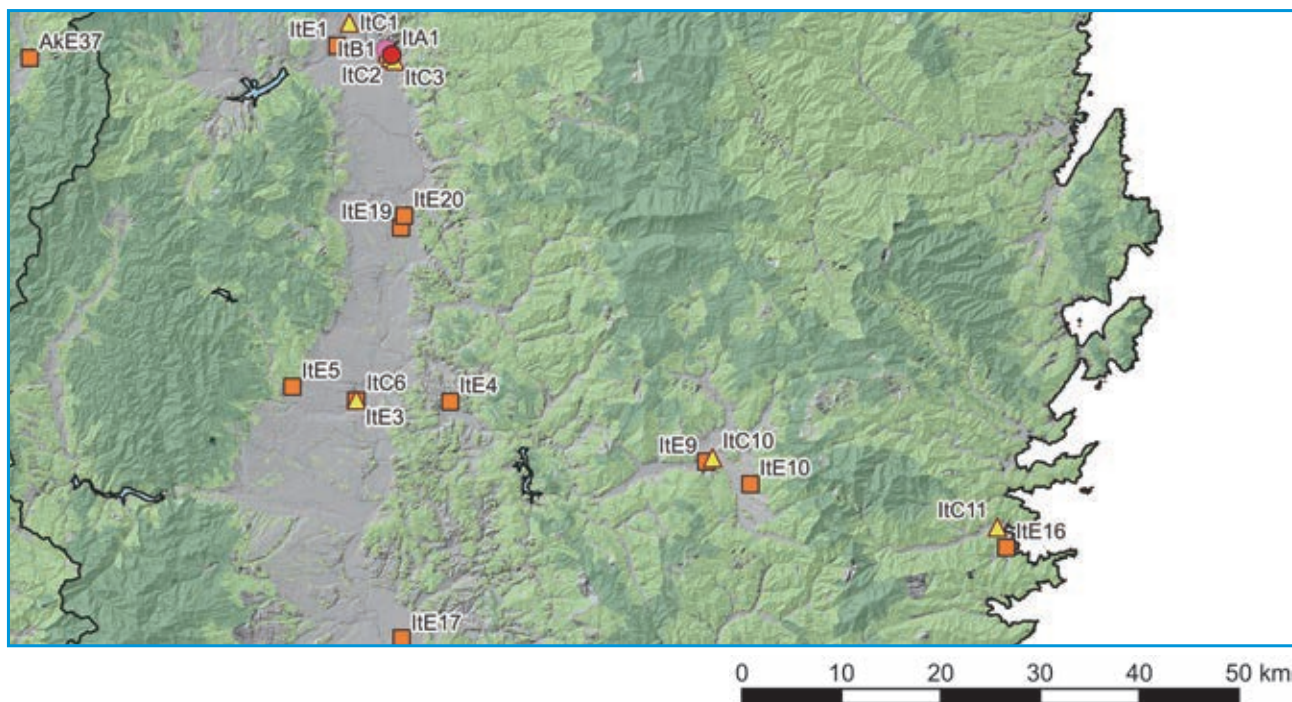 ItC1
ItE1
ItA1
AkE37
ItB1
ItC2
ItC3
ItE20
ItE19
ItE5
ItC6
ItE4
ItE3
ItC10
ItE9
ItE10
ItC11
ItE16
ItE17
0 10 20 30 40 50 km